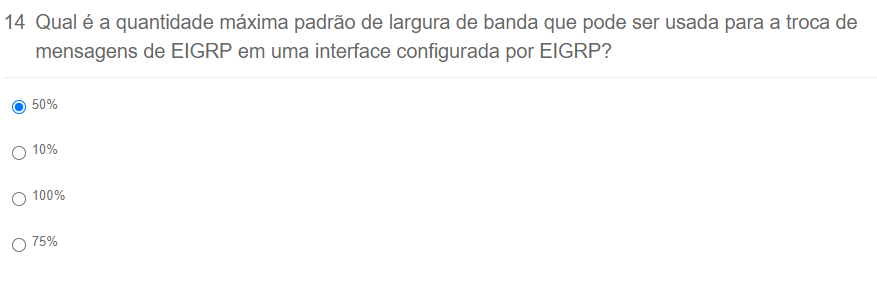 14 Qual é a quantidade máxima padrão de largura de banda que pode ser usada para a troca de
mensagens de EIGRP em uma interface configurada por EIGRP?
50%
10%
100%
75%